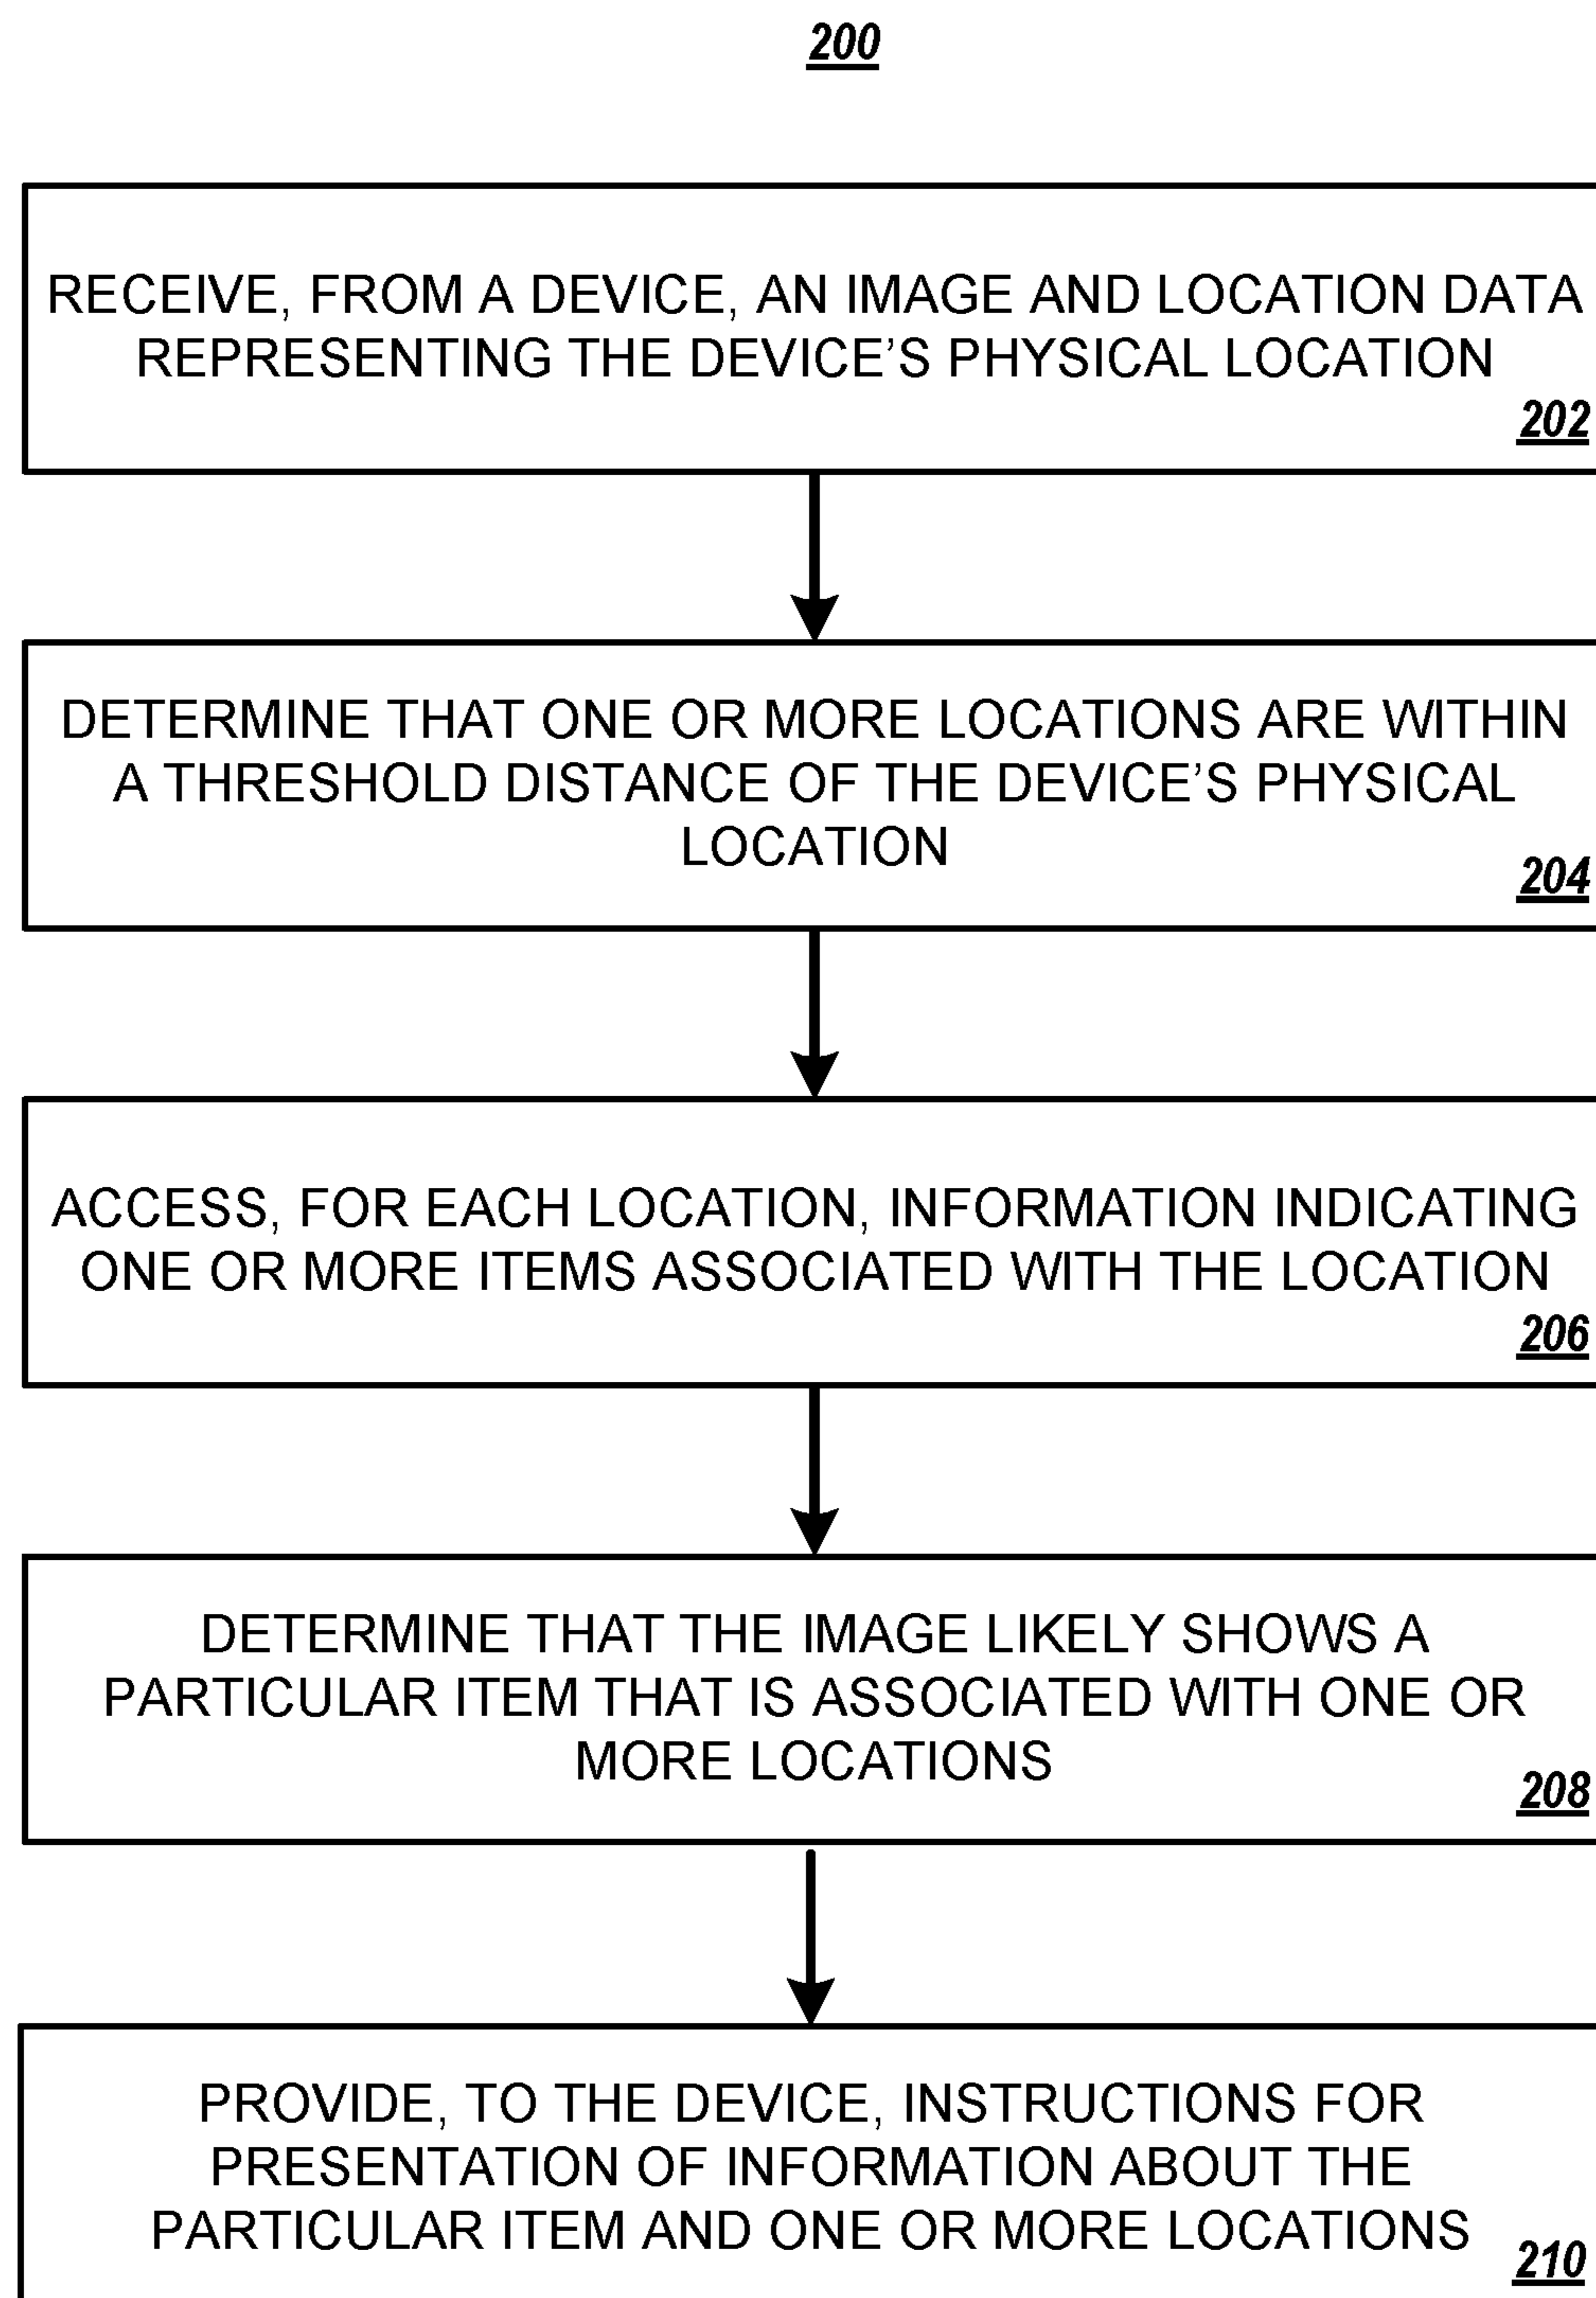 200
RECEIVE, FROM A DEVICE, AN IMAGE AND LOCATION DATA
REPRESENTING THE DEVICE'S PHYSICAL LOCATION
202
DETERMINE THAT ONE OR MORE LOCATIONS ARE WITHIN
A THRESHOLD DISTANCE OF THE DEVICE'S PHYSICAL
LOCATION
204
ACCESS, FOR EACH LOCATION, INFORMATION INDICATING
ONE OR MORE ITEMS ASSOCIATED WITH THE LOCATION
206
DETERMINE THAT THE IMAGE LIKELY SHOWS A
PARTICULAR ITEM THAT IS ASSOCIATED WITH ONE OR
MORE LOCATIONS
208
PROVIDE, TO THE DEVICE, INSTRUCTIONS FOR
PRESENTATION OF INFORMATION ABOUT THE
PARTICULAR ITEM AND ONE OR MORE LOCATIONS
210